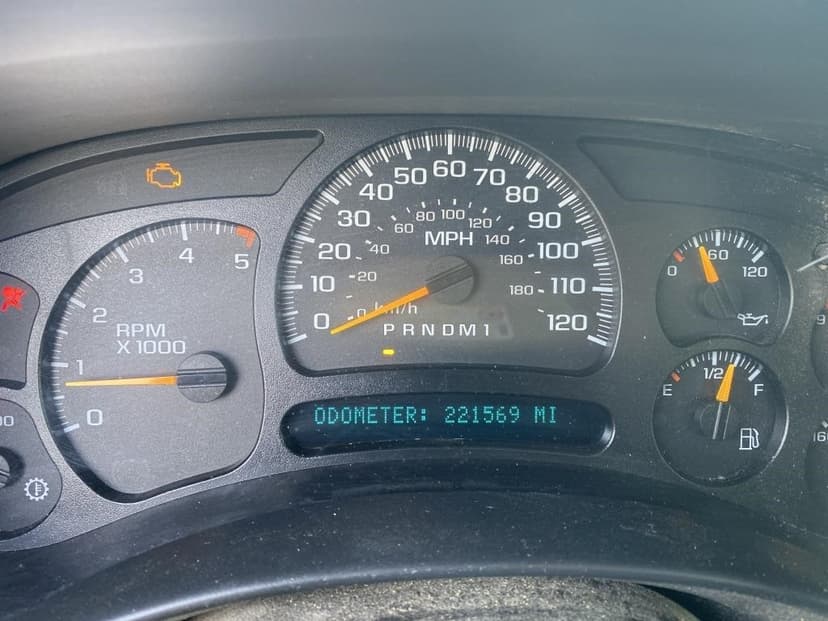 0 1 2 3 4 5
RPM
X 1000
0 10 20 30 40 50 60 70 80 90 100 110 120
0 20 40 60 80 100 120 140 160 180
MPH
km/h
P R N D M 1
ODOMETER: 221569 MI
0 60 120
E 1/2 F